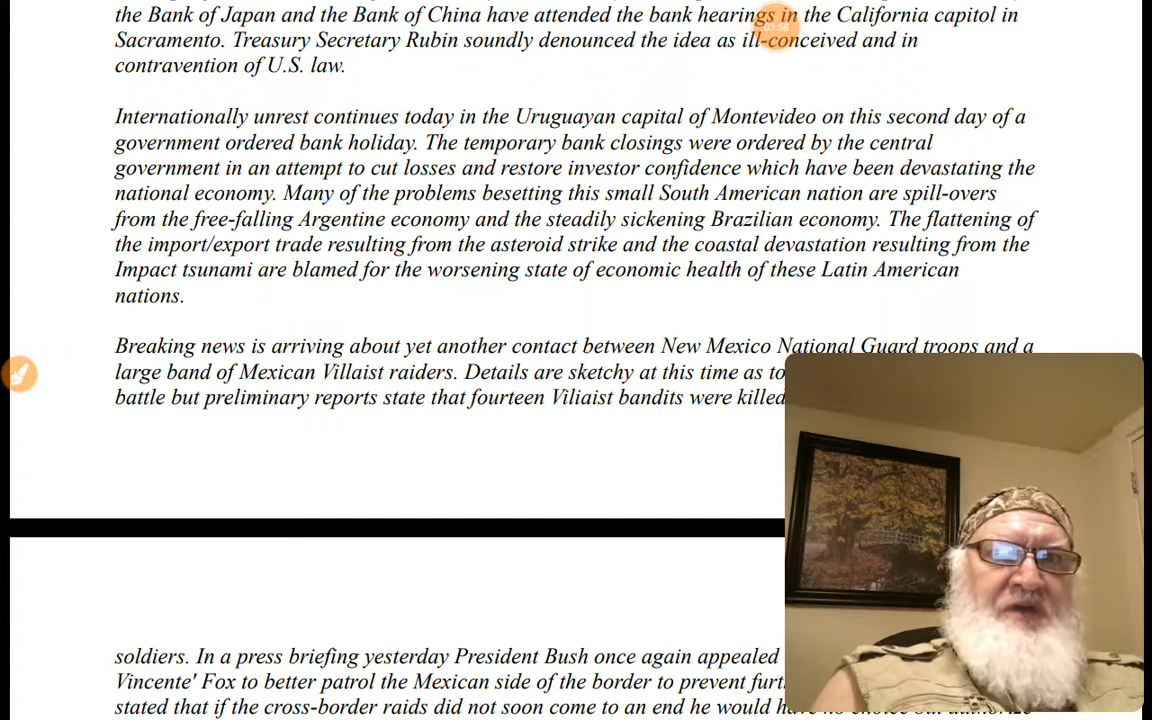 the Bank of Japan and the Bank of China have attended the bank hearings in the California capitol in
03:58
Sacramento. Treasury Secretary Rubin soundly denounced the idea as ill-conceived and in
contravention of U.S. law.
Internationally unrest continues today in the Uruguayan capital of Montevideo on this second day of a
government ordered bank holiday. The temporary bank closings were ordered by the central
government in an attempt to cut losses and restore investor confidence which have been devastating the
national economy. Many of the problems besetting this small South American nation are spill-overs
from the free-falling Argentine economy and the steadily sickening Brazilian economy. The flattening of
the import/export trade resulting from the asteroid strike and the coastal devastation resulting from the
Impact tsunami are blamed for the worsening state of economic health of these Latin American
nations.
Breaking news is arriving about yet another contact between New Mexico National Guard troops and a
large band of Mexican Villaist raiders. Details are sketchy at this time as to
battle but preliminary reports state that fourteen Viliaist bandits were killed
soldiers. In a press briefing yesterday President Bush once again appealed
Vincente' Fox to better patrol the Mexican side of the border to prevent
stated that if the cross-border raids did not soon come to an end he would have no choice but